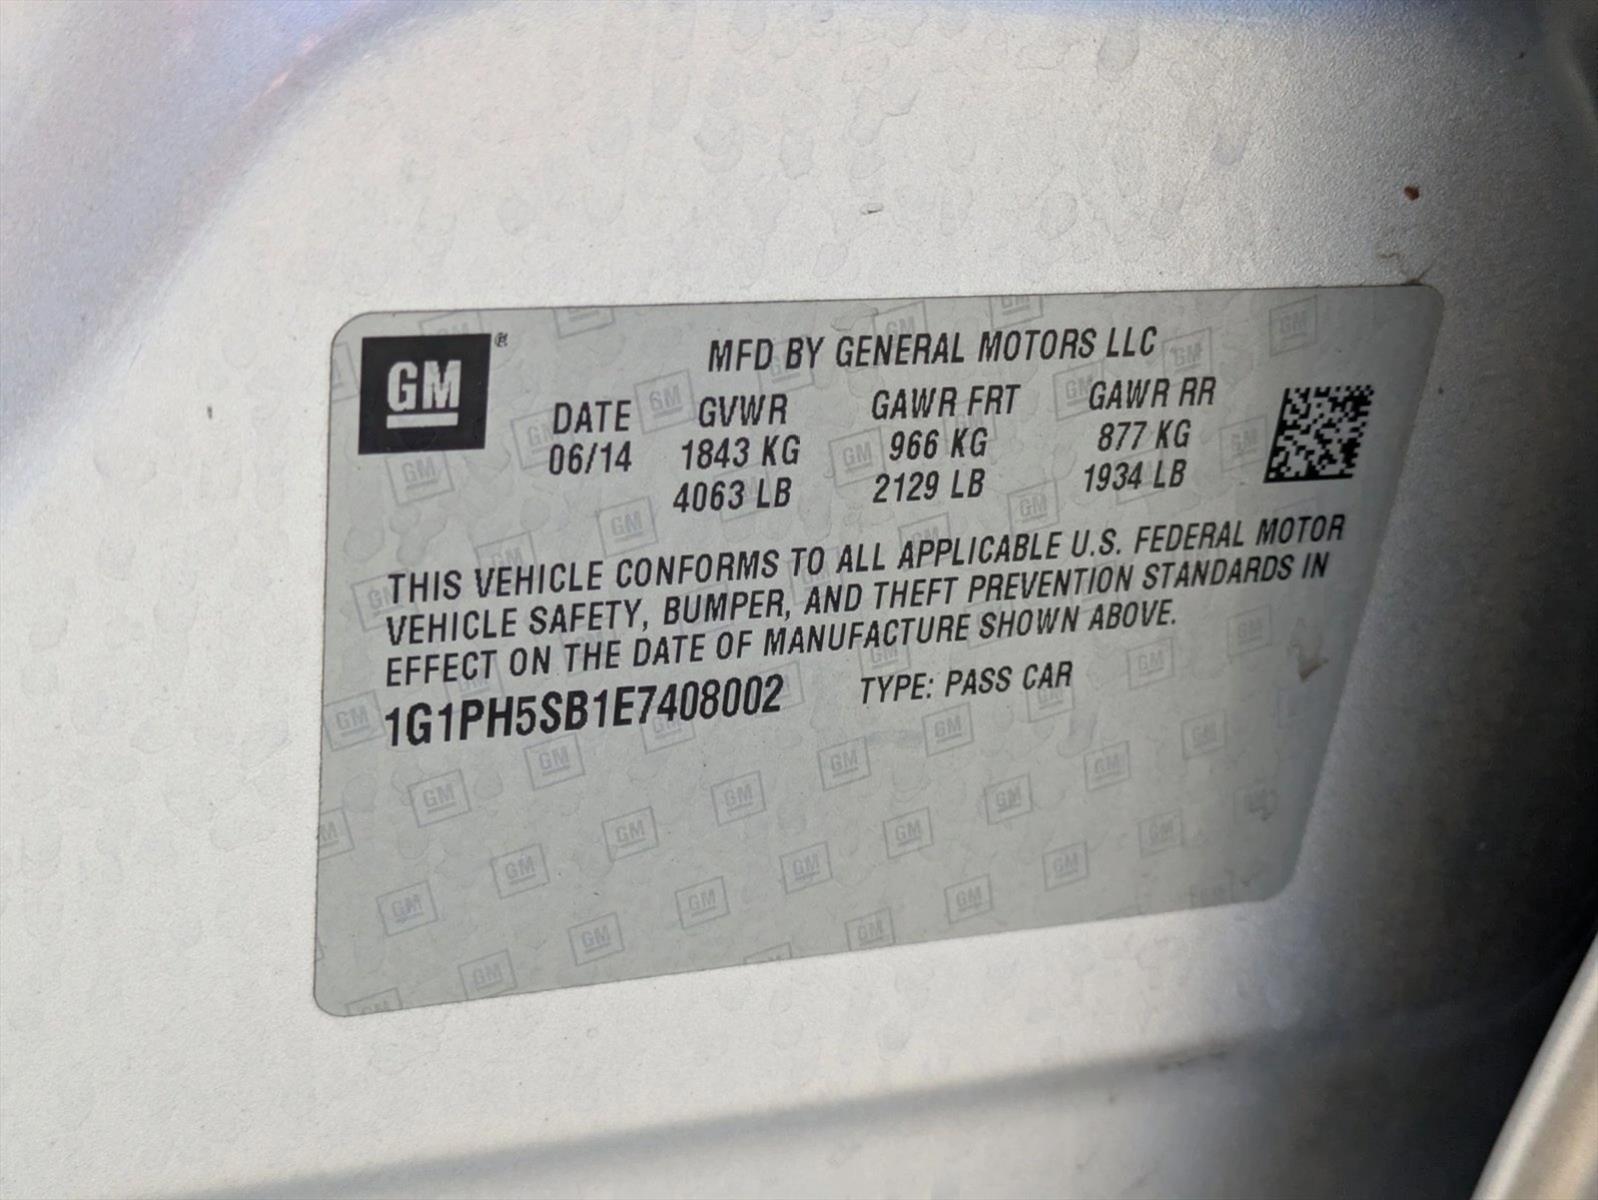 GM ®
MFD BY GENERAL MOTORS LLC
DATE GVWR GAWR FRT GAWR RR
06/14 1843 KG 966 KG 877 KG
4063 LB 2129 LB 1934 LB
THIS VEHICLE CONFORMS TO ALL APPLICABLE U.S. FEDERAL MOTOR
VEHICLE SAFETY, BUMPER, AND THEFT PREVENTION STANDARDS IN
EFFECT ON THE DATE OF MANUFACTURE SHOWN ABOVE.
1G1PH5SB1E7408002 TYPE: PASS CAR